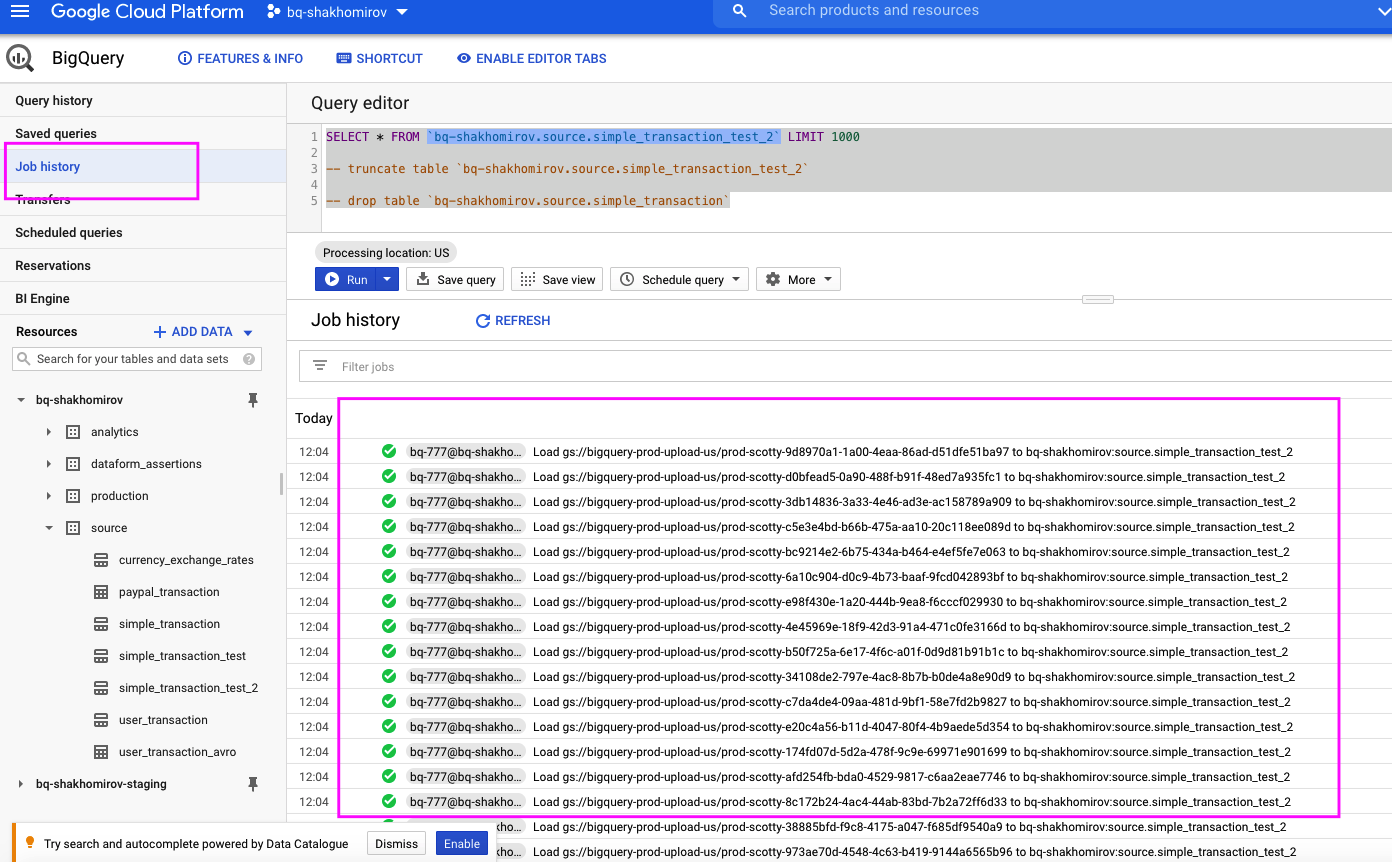 Google Cloud Platform
bq-shakhomirov
Search products and resources
BigQuery
FEATURES & INFO
SHORTCUT
ENABLE EDITOR TABS
Query history
Saved queries
Job history
Transfers
Scheduled queries
Reservations
BI Engine
Resources
ADD DATA
Search for your tables and data sets
bq-shakhomirov
analytics
dataform_assertions
production
source
currency_exchange_rates
paypal_transaction
simple_transaction
simple_transaction_test
simple_transaction_test_2
user_transaction
user_transaction_avro
bq-shakhomirov-staging
Try search and autocomplete powered by Data Catalogue
Dismiss
Enable
Query editor
1 SELECT * FROM `bq-shakhomirov.source.simple_transaction_test_2` LIMIT 1000
2
3 -- truncate table `bq-shakhomirov.source.simple_transaction_test_2`
4
5 -- drop table `bq-shakhomirov.source.simple_transaction`
Processing location: US
Run
Save query
Save view
Schedule query
More
Job history
REFRESH
Filter jobs
Today
12:04 bq-777@bq-shakho... Load gs://bigquery-prod-upload-us/prod-scotty-9d8970a1-1a00-4eaa-86ad-d51dfe51ba97 to bq-shakhomirov:source.simple_transaction_test_2
12:04 bq-777@bq-shakho... Load gs://bigquery-prod-upload-us/prod-scotty-d0bfead5-0a90-488f-b91f-48ed7a935fc1 to bq-shakhomirov:source.simple_transaction_test_2
12:04 bq-777@bq-shakho... Load gs://bigquery-prod-upload-us/prod-scotty-3db14836-3a33-4e46-ad3e-ac158789a909 to bq-shakhomirov:source.simple_transaction_test_2
12:04 bq-777@bq-shakho... Load gs://bigquery-prod-upload-us/prod-scotty-c5e3e4bd-b66b-475a-aa10-20c118ee089d to bq-shakhomirov:source.simple_transaction_test_2
12:04 bq-777@bq-shakho... Load gs://bigquery-prod-upload-us/prod-scotty-bc9214e2-6b75-434a-b464-e4ef5fe7e063 to bq-shakhomirov:source.simple_transaction_test_2
12:04 bq-777@bq-shakho... Load gs://bigquery-prod-upload-us/prod-scotty-6a10c904-d0c9-4b73-baaf-9fcd042893bf to bq-shakhomirov:source.simple_transaction_test_2
12:04 bq-777@bq-shakho... Load gs://bigquery-prod-upload-us/prod-scotty-e98f430e-1a20-444b-9ea8-f6cccf029930 to bq-shakhomirov:source.simple_transaction_test_2
12:04 bq-777@bq-shakho... Load gs://bigquery-prod-upload-us/prod-scotty-4e45969e-18f9-42d3-91a4-471c0fe3166d to bq-shakhomirov:source.simple_transaction_test_2
12:04 bq-777@bq-shakho... Load gs://bigquery-prod-upload-us/prod-scotty-b50f725a-6e17-4f6c-a01f-0d9d81b91b1c to bq-shakhomirov:source.simple_transaction_test_2
12:04 bq-777@bq-shakho... Load gs://bigquery-prod-upload-us/prod-scotty-34108de2-797e-4ac8-8b7b-b0de4a8e90d9 to bq-shakhomirov:source.simple_transaction_test_2
12:04 bq-777@bq-shakho... Load gs://bigquery-prod-upload-us/prod-scotty-c7da4de4-09aa-481d-9bf1-58e7fd2b9827 to bq-shakhomirov:source.simple_transaction_test_2
12:04 bq-777@bq-shakho... Load gs://bigquery-prod-upload-us/prod-scotty-e20c4a56-b11d-4047-80f4-4b9aede5d354 to bq-shakhomirov:source.simple_transaction_test_2
12:04 bq-777@bq-shakho... Load gs://bigquery-prod-upload-us/prod-scotty-174fd07d-5d2a-478f-9c9e-69971e901699 to bq-shakhomirov:source.simple_transaction_test_2
12:04 bq-777@bq-shakho... Load gs://bigquery-prod-upload-us/prod-scotty-afd254fb-bda0-4529-9817-c6aa2eae7746 to bq-shakhomirov:source.simple_transaction_test_2
12:04 bq-777@bq-shakho... Load gs://bigquery-prod-upload-us/prod-scotty-8c172b24-4ac4-44ab-83bd-7b2a72ff6d33 to bq-shakhomirov:source.simple_transaction_test_2
kho... Load gs://bigquery-prod-upload-us/prod-scotty-38885bfd-f9c8-4175-a047-f685df9540a9 to bq-shakhomirov:source.simple_transaction_test_2
kho... Load gs://bigquery-prod-upload-us/prod-scotty-973ae70d-4548-4c63-b419-9144a6565b96 to bq-shakhomirov:source.simple_transaction_test_2